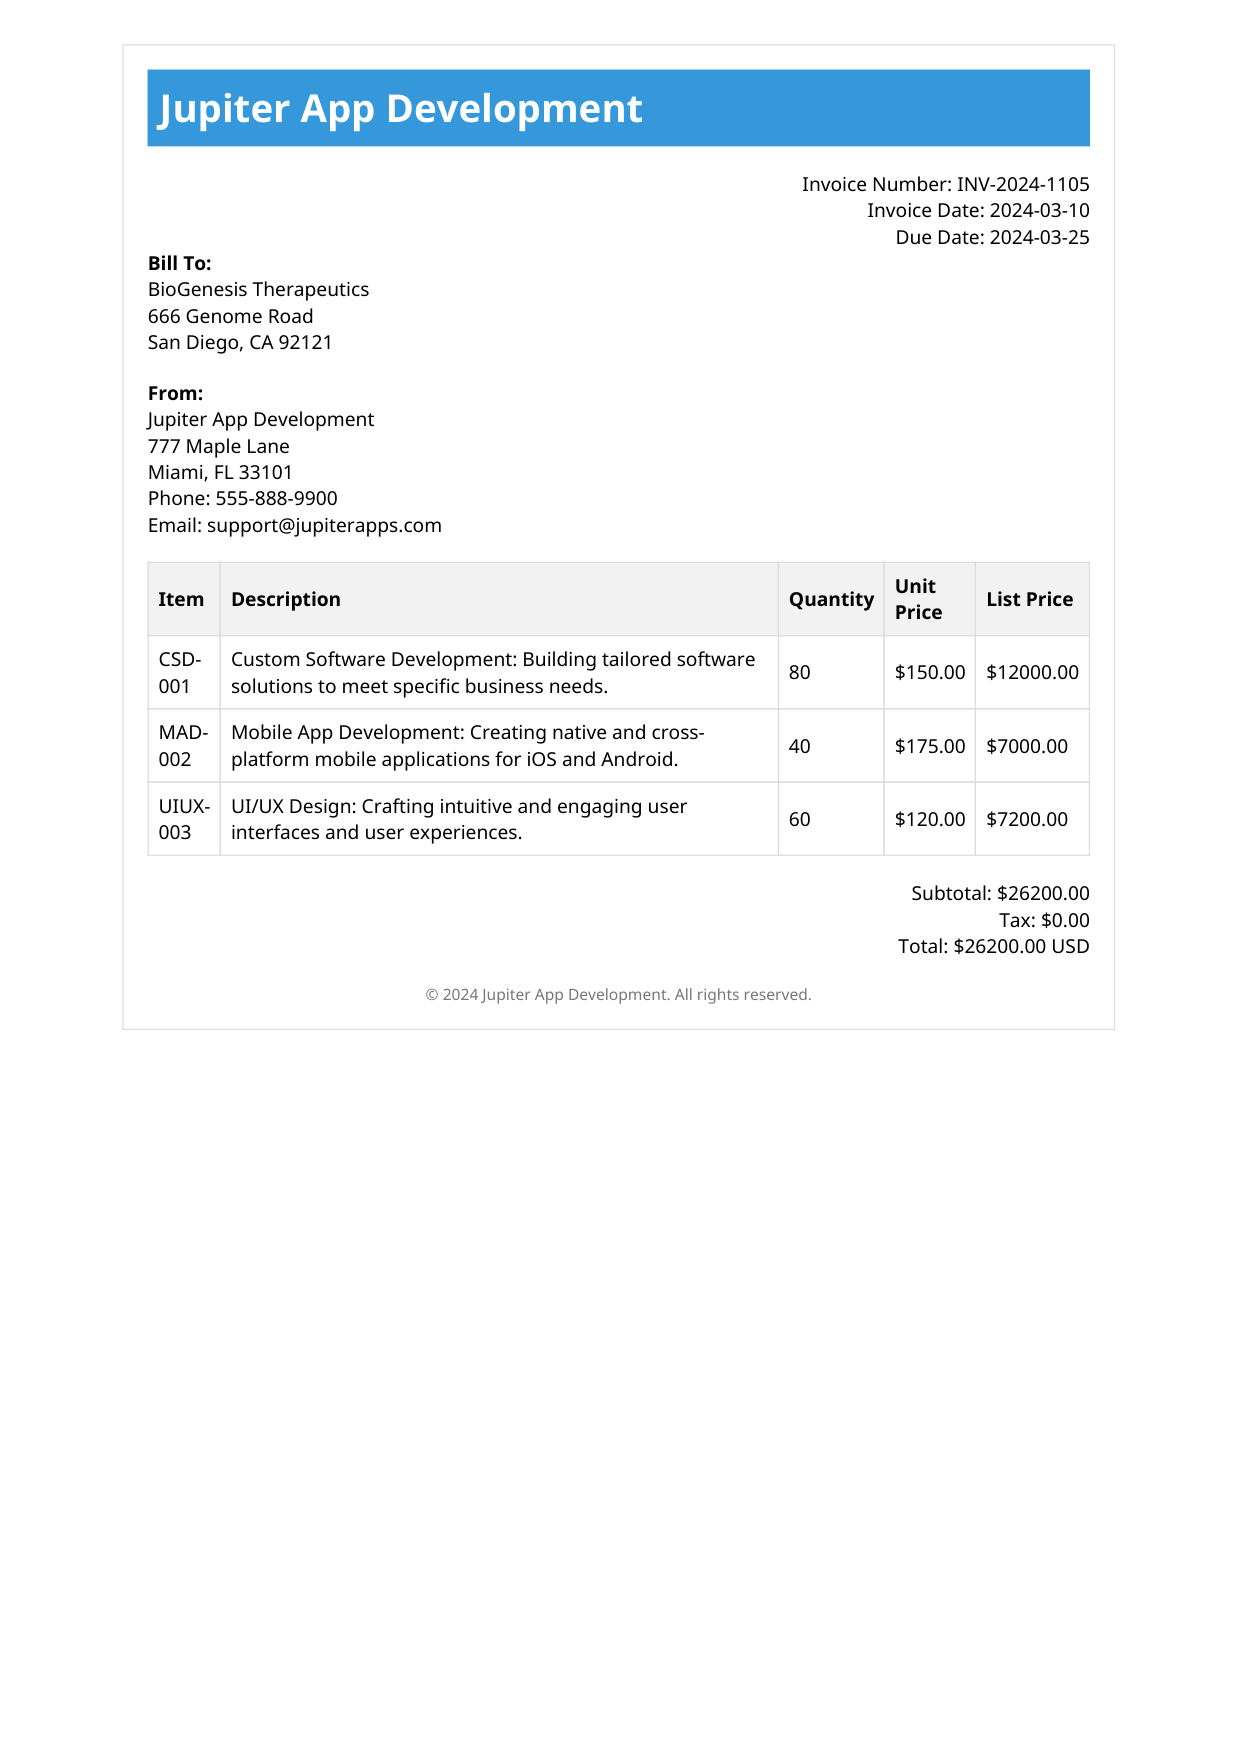 Jupiter App Development
Invoice Number: INV-2024-1105
Invoice Date: 2024-03-10
Due Date: 2024-03-25
Bill To:
BioGenesis Therapeutics
666 Genome Road
San Diego, CA 92121
From:
Jupiter App Development
777 Maple Lane
Miami, FL 33101
Phone: 555-888-9900
Email: support@jupiterapps.com
Item Description Quantity Unit Price List Price
CSD-001 Custom Software Development: Building tailored software solutions to meet specific business needs. 80 $150.00 $12000.00
MAD-002 Mobile App Development: Creating native and cross-platform mobile applications for iOS and Android. 40 $175.00 $7000.00
UIUX-003 UI/UX Design: Crafting intuitive and engaging user interfaces and user experiences. 60 $120.00 $7200.00
Subtotal: $26200.00
Tax: $0.00
Total: $26200.00 USD
© 2024 Jupiter App Development. All rights reserved.